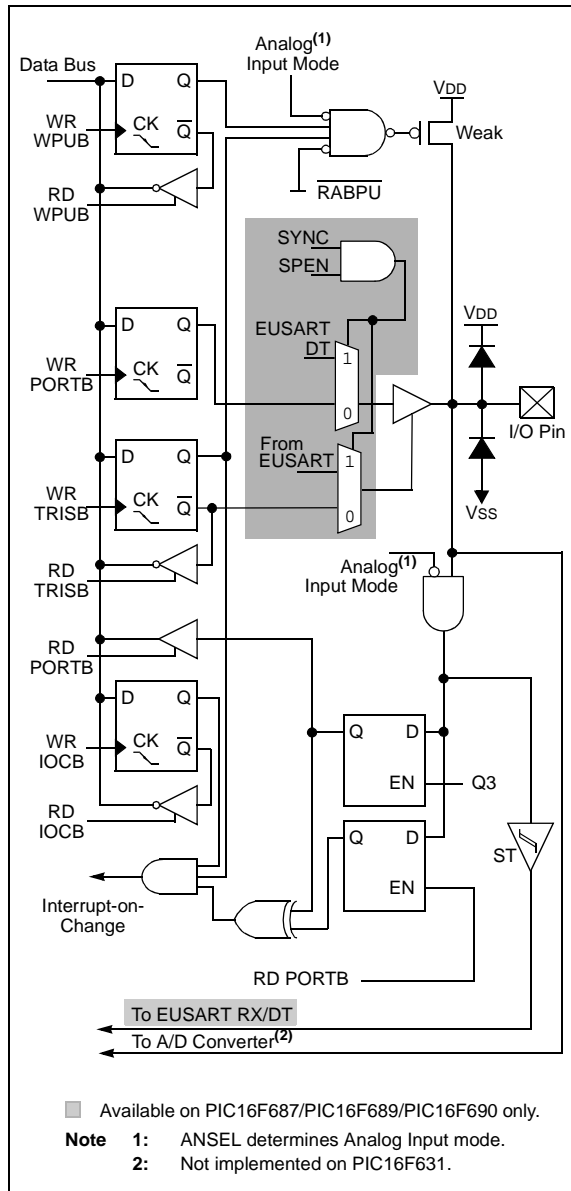 Analog(1)
Input Mode
Data Bus
D Q
VDD
WR
WPUB
CK Q
Weak
RD
WPUB
RABPU
SYNC
SPEN
D Q
EUSART
DT
1
VDD
WR
PORTB
CK Q
0
I/O Pin
D Q
From
EUSART
1
WR
TRISB
CK Q
0
VSS
RD
TRISB
Analog(1)
Input Mode
RD
PORTB
D Q
WR
IOCB
CK Q
Q D
EN
Q3
RD
IOCB
Q D
ST
EN
Interrupt-on-
Change
RD PORTB
To EUSART RX/DT
To A/D Converter(2)
Available on PIC16F687/PIC16F689/PIC16F690 only.
Note 1: ANSEL determines Analog Input mode.
2: Not implemented on PIC16F631.